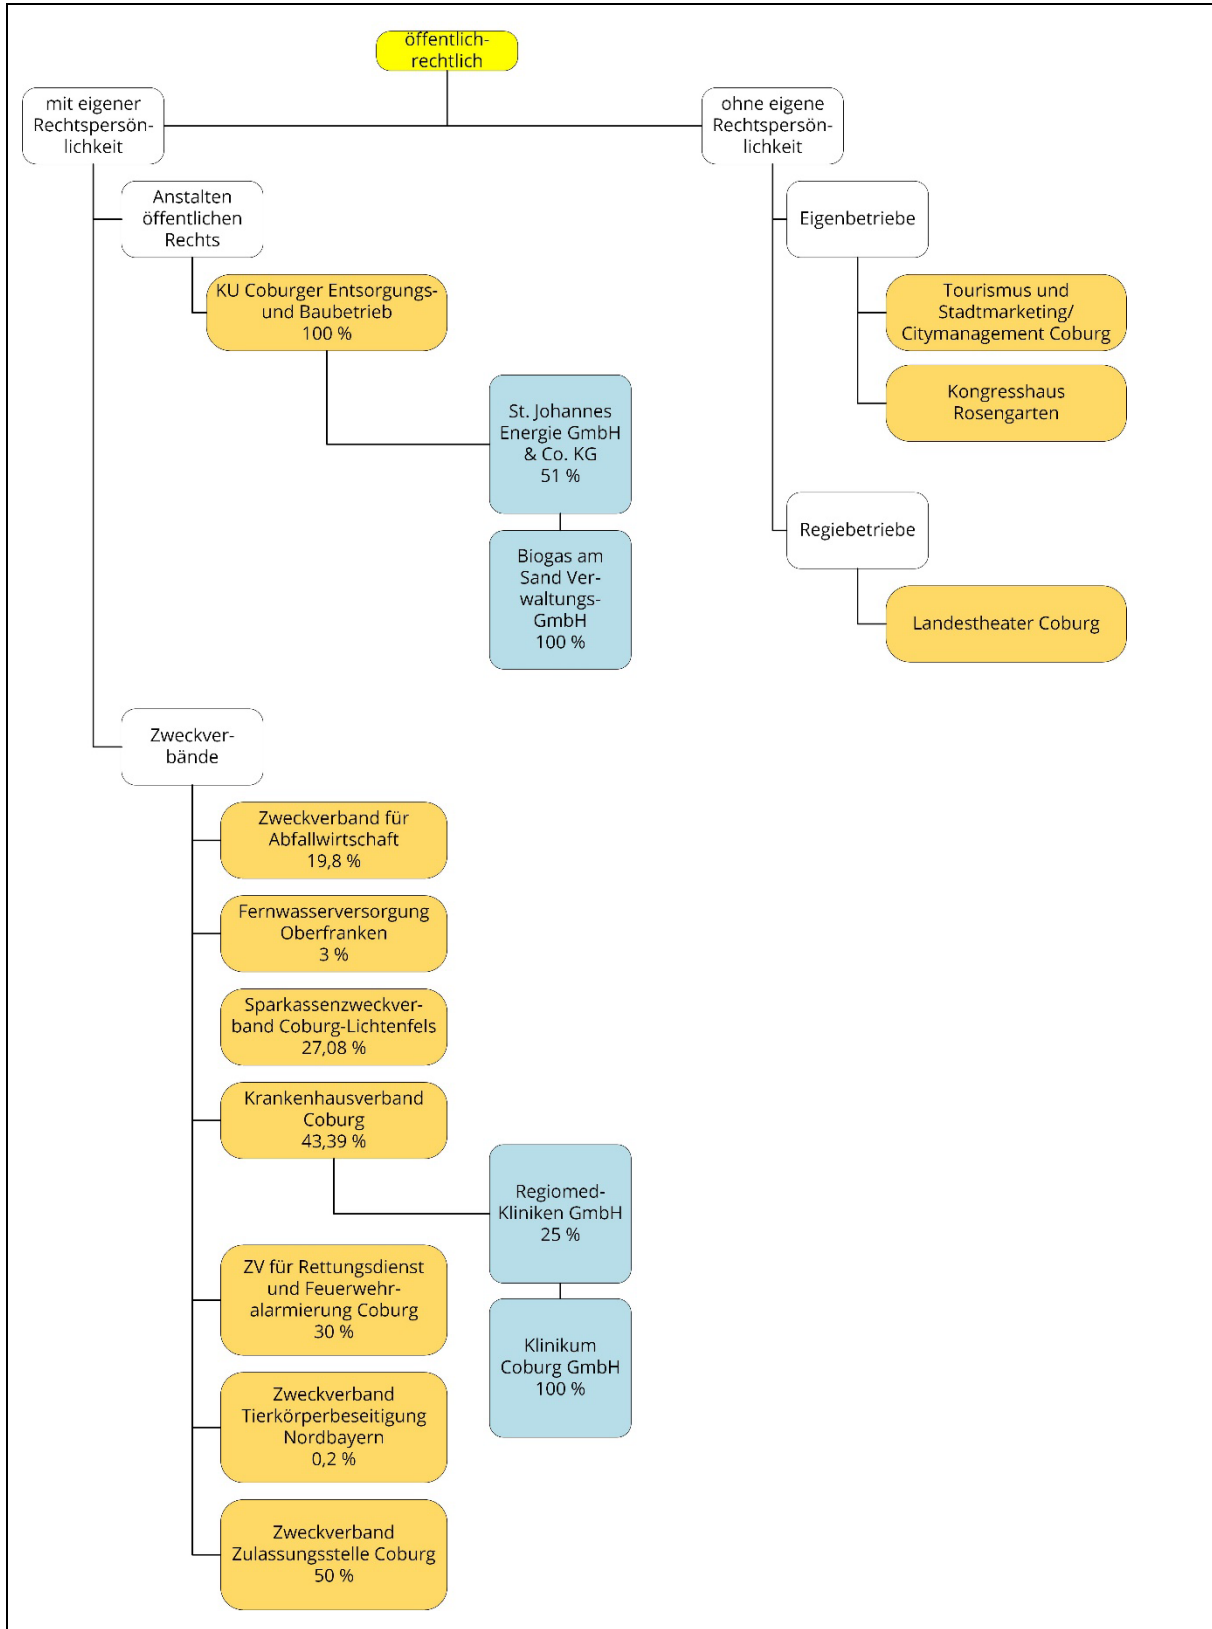 öffentlich-
rechtlich
mit eigener
Rechtspersön-
lichkeit
Anstalten
öffentlichen
Rechts
KU Coburger Entsorgungs-
und Baubetrieb
100 %
St. Johannes
Energie GmbH
& Co. KG
51 %
Biogas am
Sand Ver-
waltungs-
GmbH
100 %
Zweckver-
bände
Zweckverband für
Abfallwirtschaft
19,8 %
Fernwasserversorgung
Oberfranken
3 %
Sparkassenzweckver-
band Coburg-Lichtenfels
27,08 %
Krankenhausverband
Coburg
43,39 %
Regiomed-
Kliniken GmbH
25 %
Klinikum
Coburg GmbH
100 %
ZV für Rettungsdienst
und Feuerwehr-
alarmierung Coburg
30 %
Zweckverband
Tierkörperbeseitigung
Nordbayern
0,2 %
Zweckverband
Zulassungsstelle Coburg
50 %
ohne eigene
Rechtspersön-
lichkeit
Eigenbetriebe
Tourismus und
Stadtmarketing/
Citymanagement Coburg
Kongresshaus
Rosengarten
Regiebetriebe
Landestheater Coburg